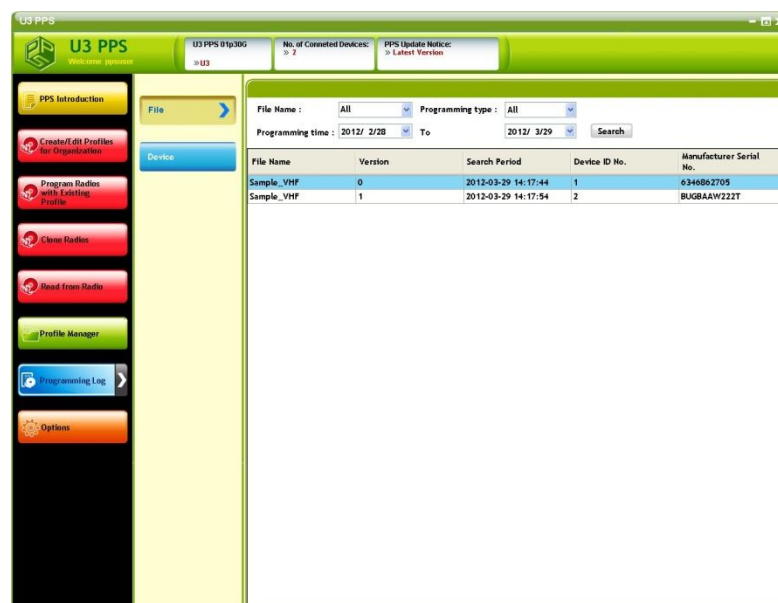 U3 PPS
U3 PPS
Welcome ppsuser
U3 PPS 01p30G
»U3
No. of Conneted Devices:
» 2
PPS Update Notice:
» Latest Version
PPS Introduction
Create/Edit Profiles
for Organization
Program Radios
with Existing
Profile
Clone Radios
Read from Radio
Profile Manager
Programming Log
Options
File
Device
File Name : All Programming type : All
Programming time : 2012/ 2/28 To 2012/ 3/29 Search
File Name Version Search Period Device ID No. Manufacturer Serial
No.
Sample_VHF 0 2012-03-29 14:17:44 1 6346862705
Sample_VHF 1 2012-03-29 14:17:54 2 BUGBAAW222T